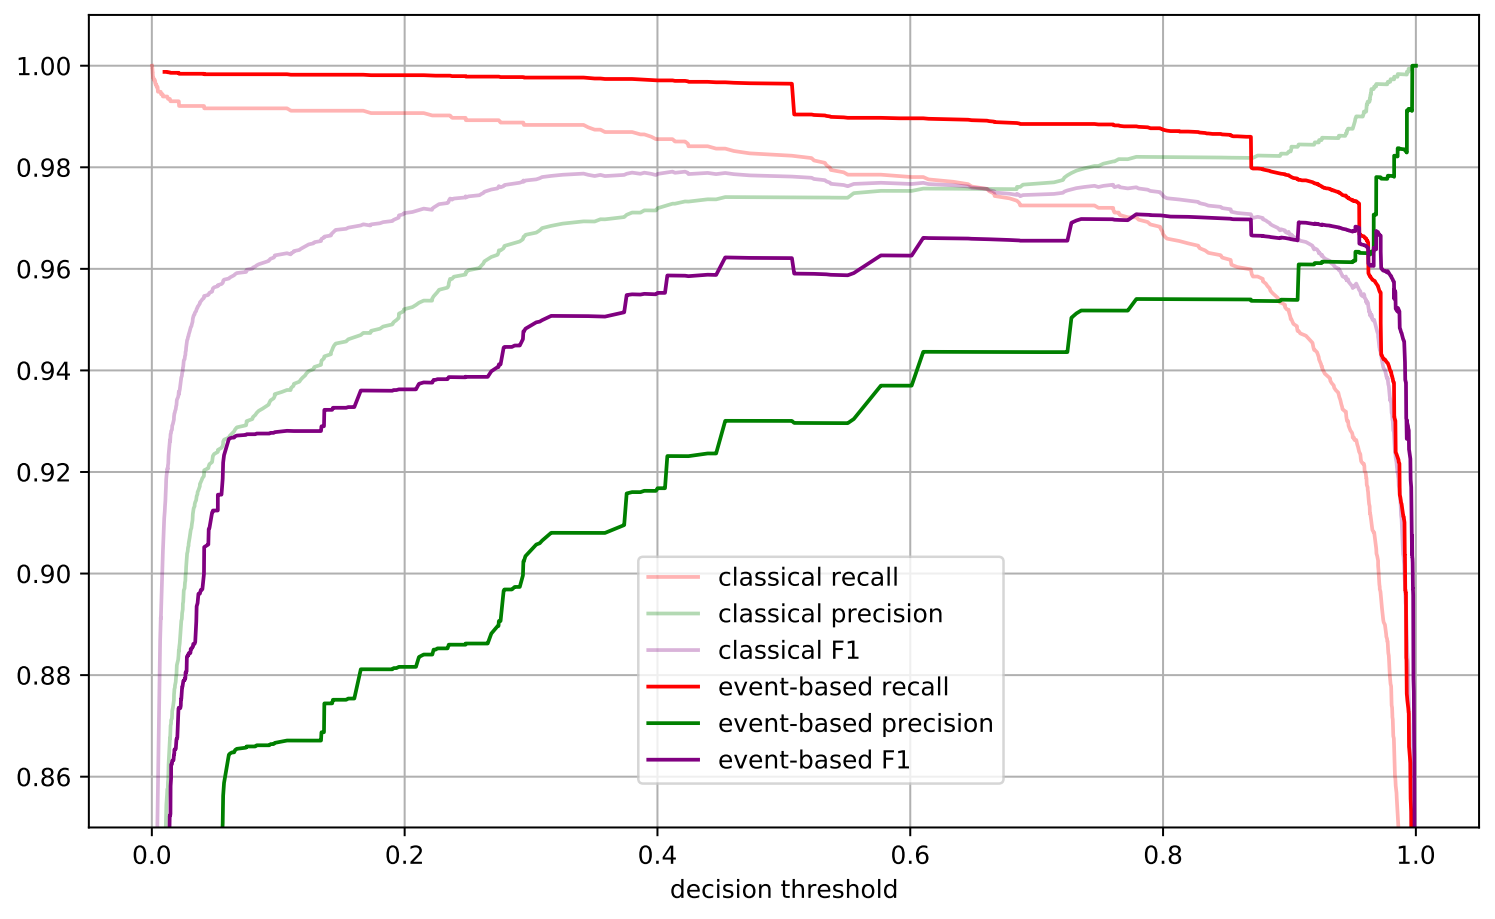 1.00
0.98
0.96
0.94
0.92
0.90
0.88
0.86
classical recall
classical precision
classical F1
event-based recall
event-based precision
event-based F1
0.0 0.2 0.4 0.6 0.8 1.0
decision threshold